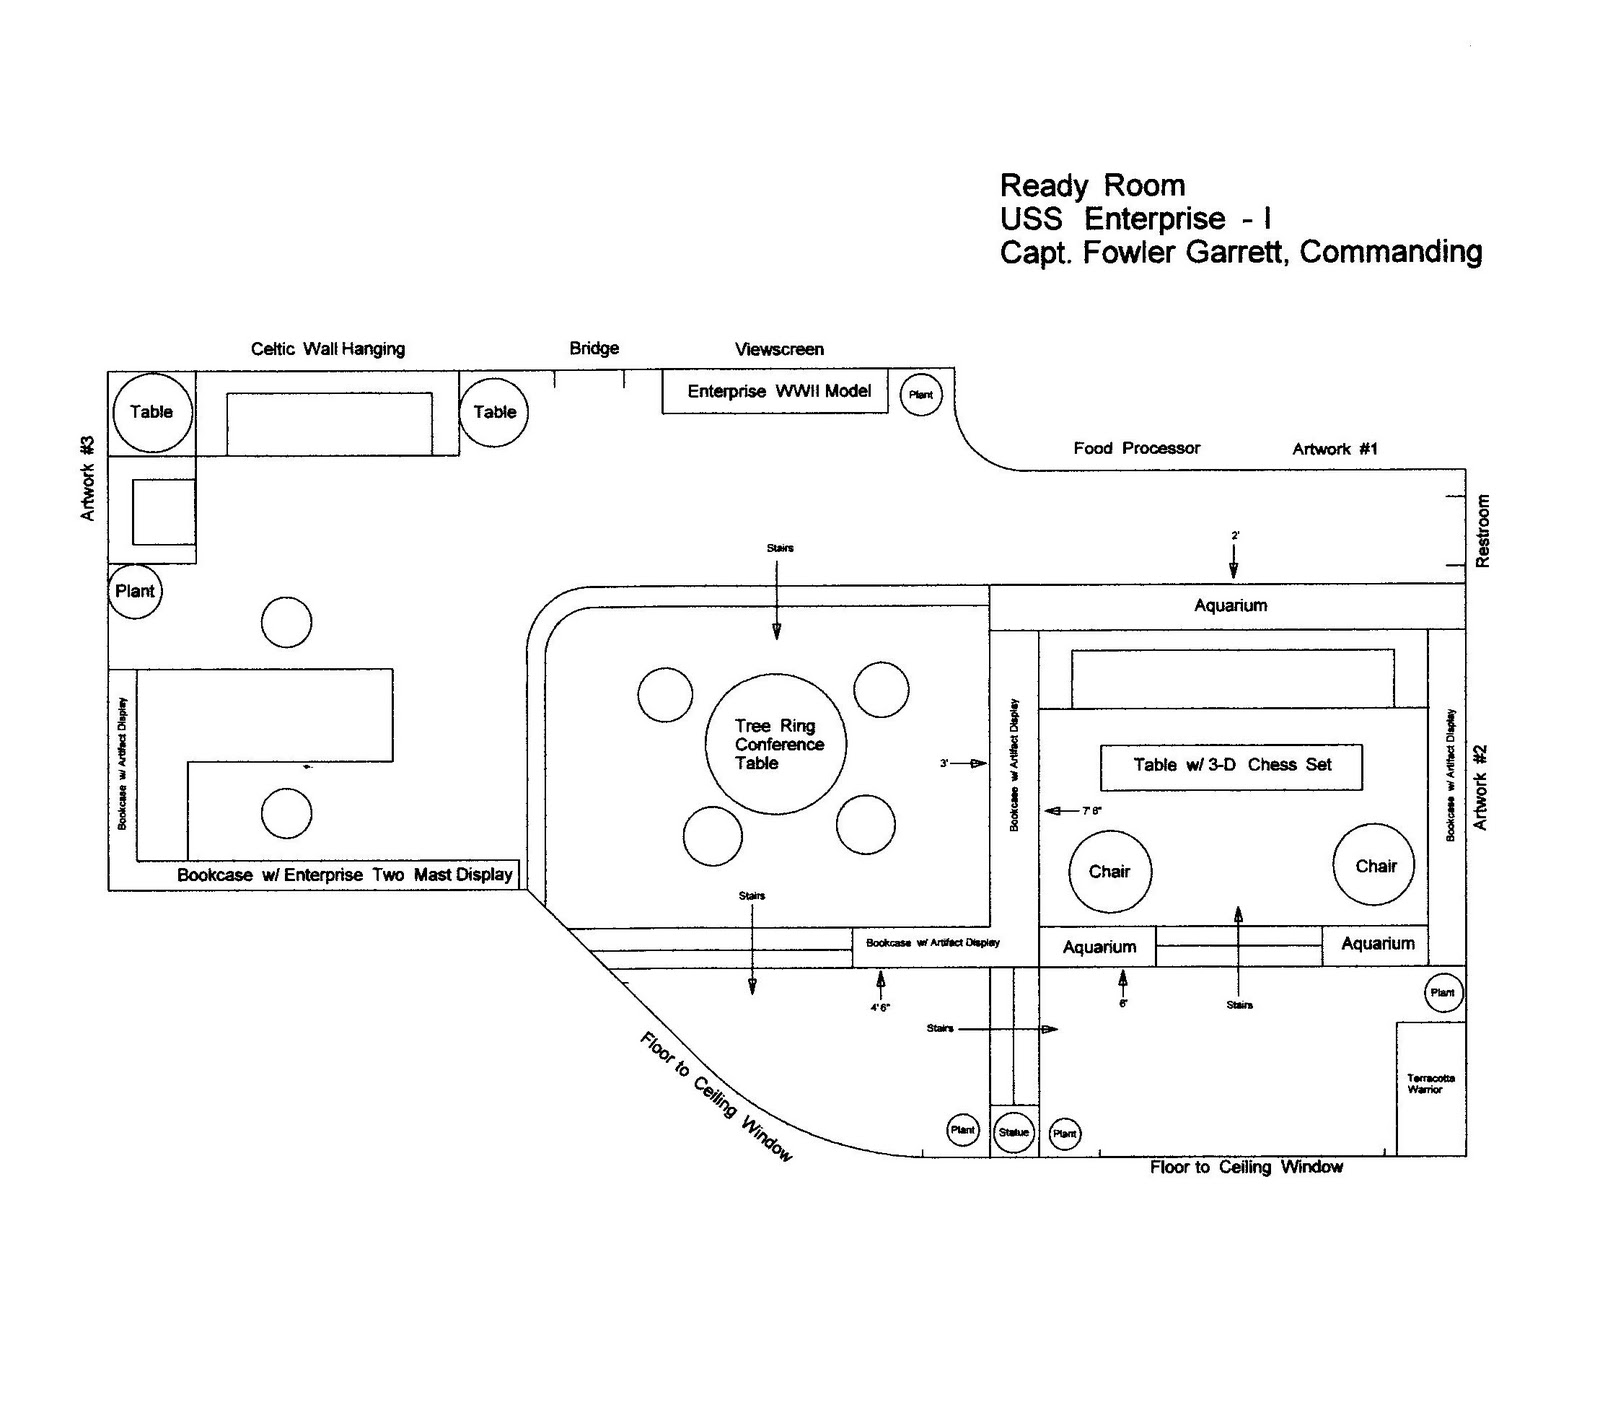 Ready Room
USS Enterprise - I
Capt. Fowler Garrett, Commanding
Celtic Wall Hanging
Bridge
Viewscreen
Table
Table
Enterprise WWII Model
Plant
Artwork #3
Food Processor
Artwork #1
Restroom
Stairs
2'
Plant
Aquarium
Bookcase w/ Artifact Display
Tree Ring
Conference
Table
3'
Bookcase w/ Artifact Display
Table w/ 3-D Chess Set
Bookcase w/ Artifact Display
Artwork #2
7'6"
Chair
Chair
Bookcase w/ Enterprise Two Mast Display
Stairs
Bookcase w/ Artifact Display
Aquarium
Aquarium
4'6"
6'
Stairs
Plant
Stairs
Floor to Ceiling Window
Terracotta
Warrior
Plant
Statue
Plant
Floor to Ceiling Window